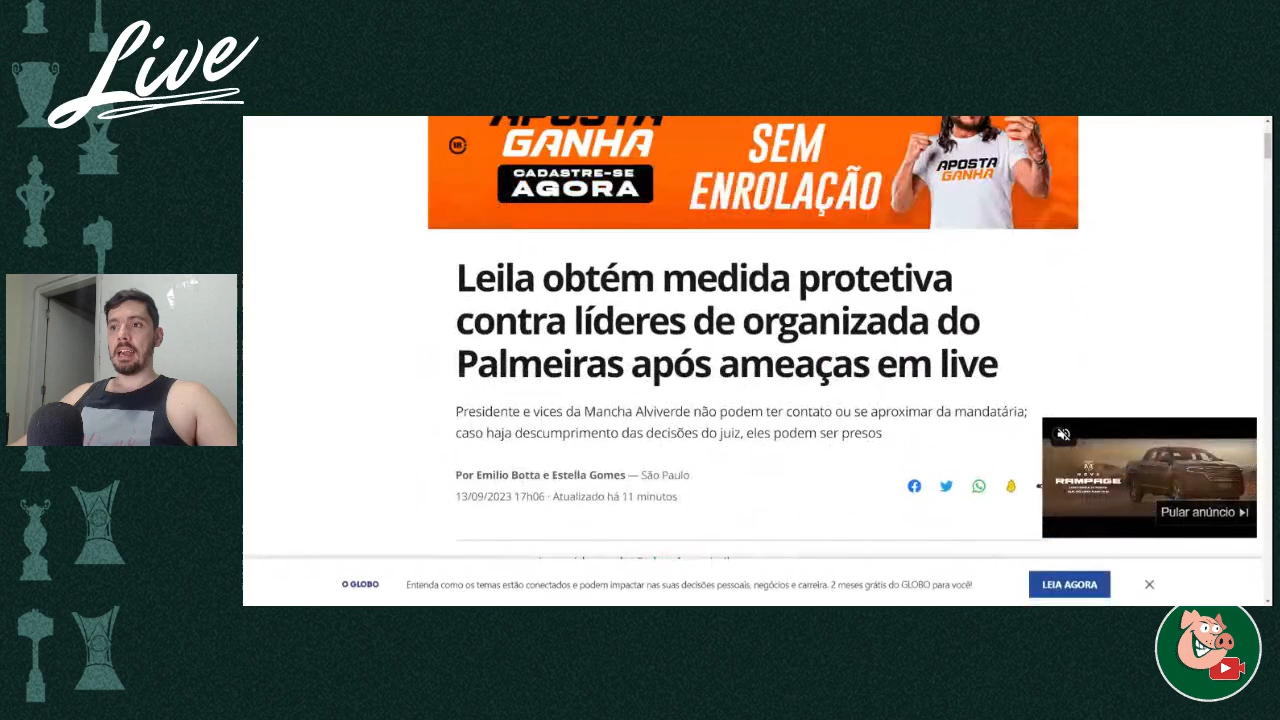 Live
APOSTA
GANHA
CADASTRE-SE
AGORA
18
SEM
ENROLAÇÃO
APOSTA
GANHA
Leila obtém medida protetiva
contra líderes de organizada do
Palmeiras após ameaças em live
Presidente e vices da Mancha Alviverde não podem ter contato ou se aproximar da mandatária;
caso haja descumprimento das decisões do juiz, eles podem ser presos
Por Emilio Botta e Estella Gomes — São Paulo
13/09/2023 17h06 · Atualizado há 11 minutos
RAMPAGE
Pular anúncio
O GLOBO
Entenda como os temas estão conectados e podem impactar nas suas decisões pessoais, negócios e carreira. 2 meses grátis do GLOBO para você!
LEIA AGORA